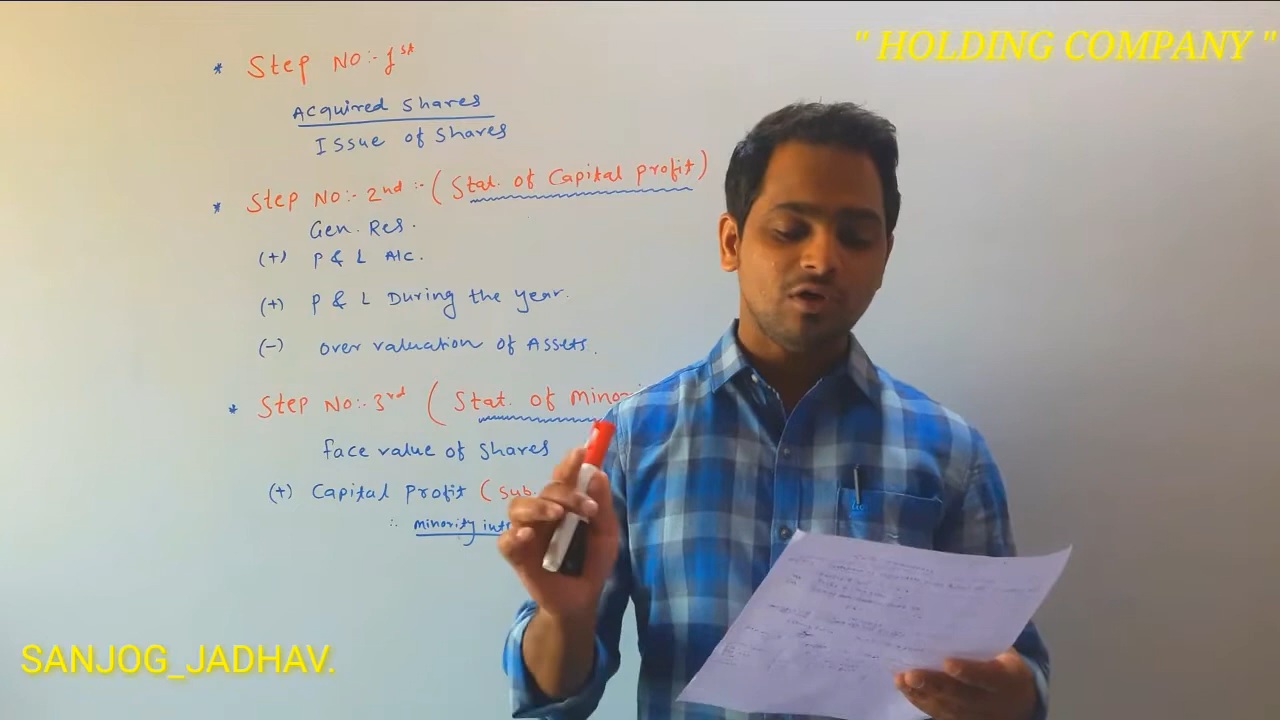 " HOLDING COMPANY "
* Step No:- 1st
Acquired shares
Issue of shares
* Step No:- 2nd :- ( Stat. of Capital profit )
Gen. Res.
(+) P & L A/c.
(+) P & L During the year.
(-) over valuation of Assets.
* Step No:- 3rd ( Stat. of
face value of shares
(+) Capital Profit ( Sub.
∴ minority
SANJOG_JADHAV.